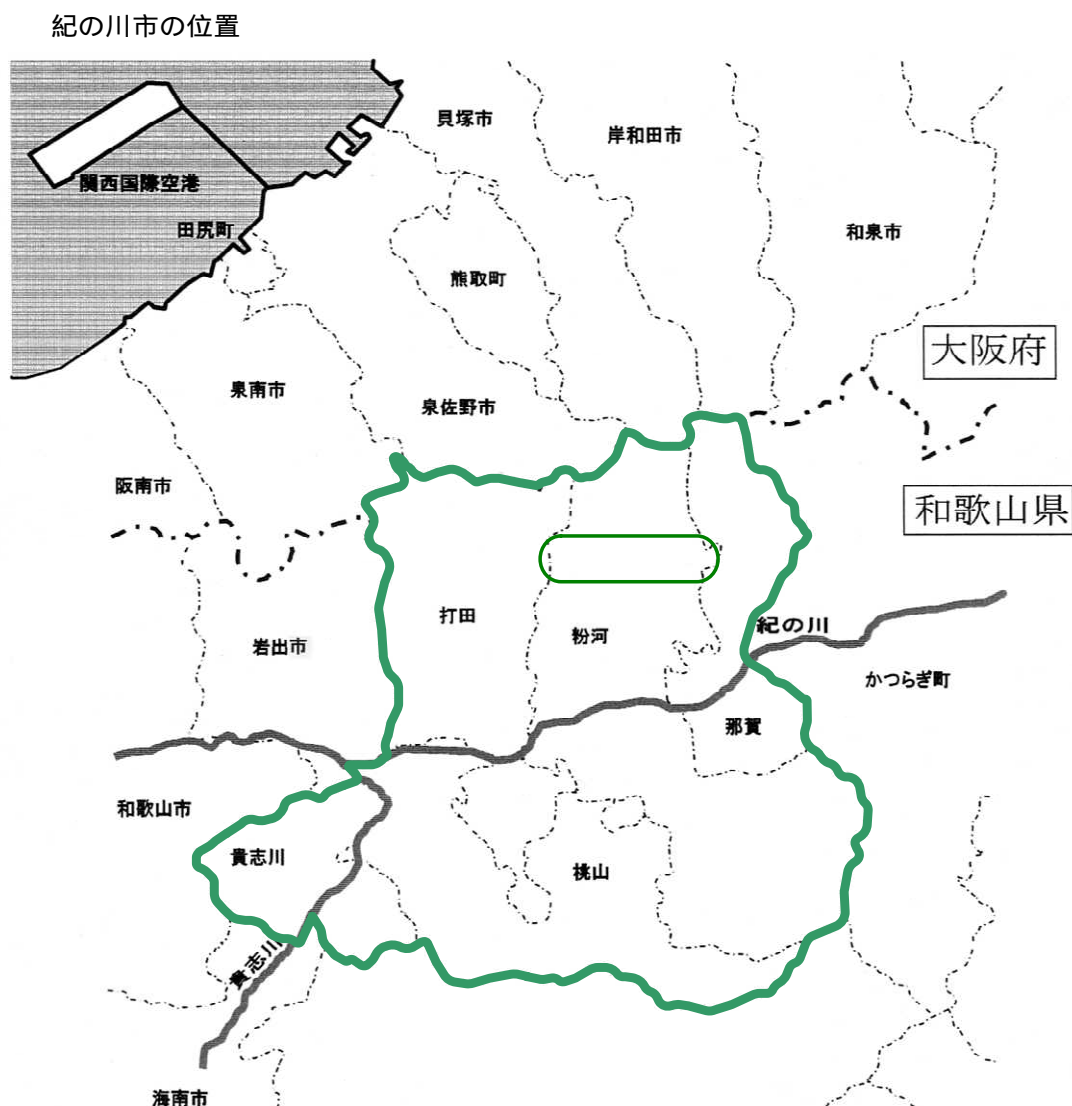 紀の川市の位置
貝塚市
岸和田市
関西国際空港
田尻町
和泉市
熊取町
大阪府
泉南市
泉佐野市
阪南市
和歌山県
打田
紀の川
粉河
岩出市
かつらぎ町
那賀
和歌山市
貴志川
桃山
貴志川
海南市